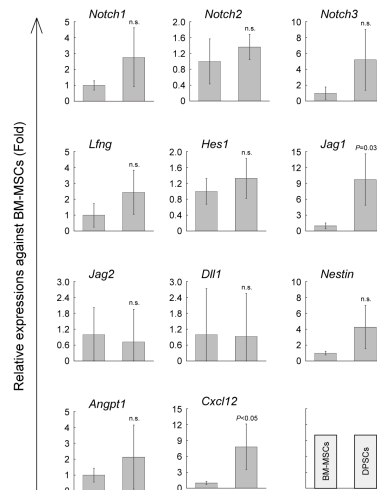 Relative expressions against BM-MSCs (Fold)
Notch1
5
4
3
2
1
0
n.s.
Notch2
2.0
1.6
1.2
0.8
0.4
0
n.s.
Notch3
10
8
6
4
2
0
n.s.
Lfng
5
4
3
2
1
0
n.s.
Hes1
2.0
1.6
1.2
0.8
0.4
0
n.s.
Jag1
15
12
9
6
3
0
P=0.03
Jag2
3.0
2.4
1.8
1.2
0.6
0
n.s.
Dll1
3.0
2.4
1.8
1.2
0.6
0
n.s.
Nestin
10
8
6
4
2
0
n.s.
Angpt1
5
4
3
2
1
0
n.s.
Cxcl12
15
12
9
6
3
0
P<0.05
BM-MSCs
DPSCs